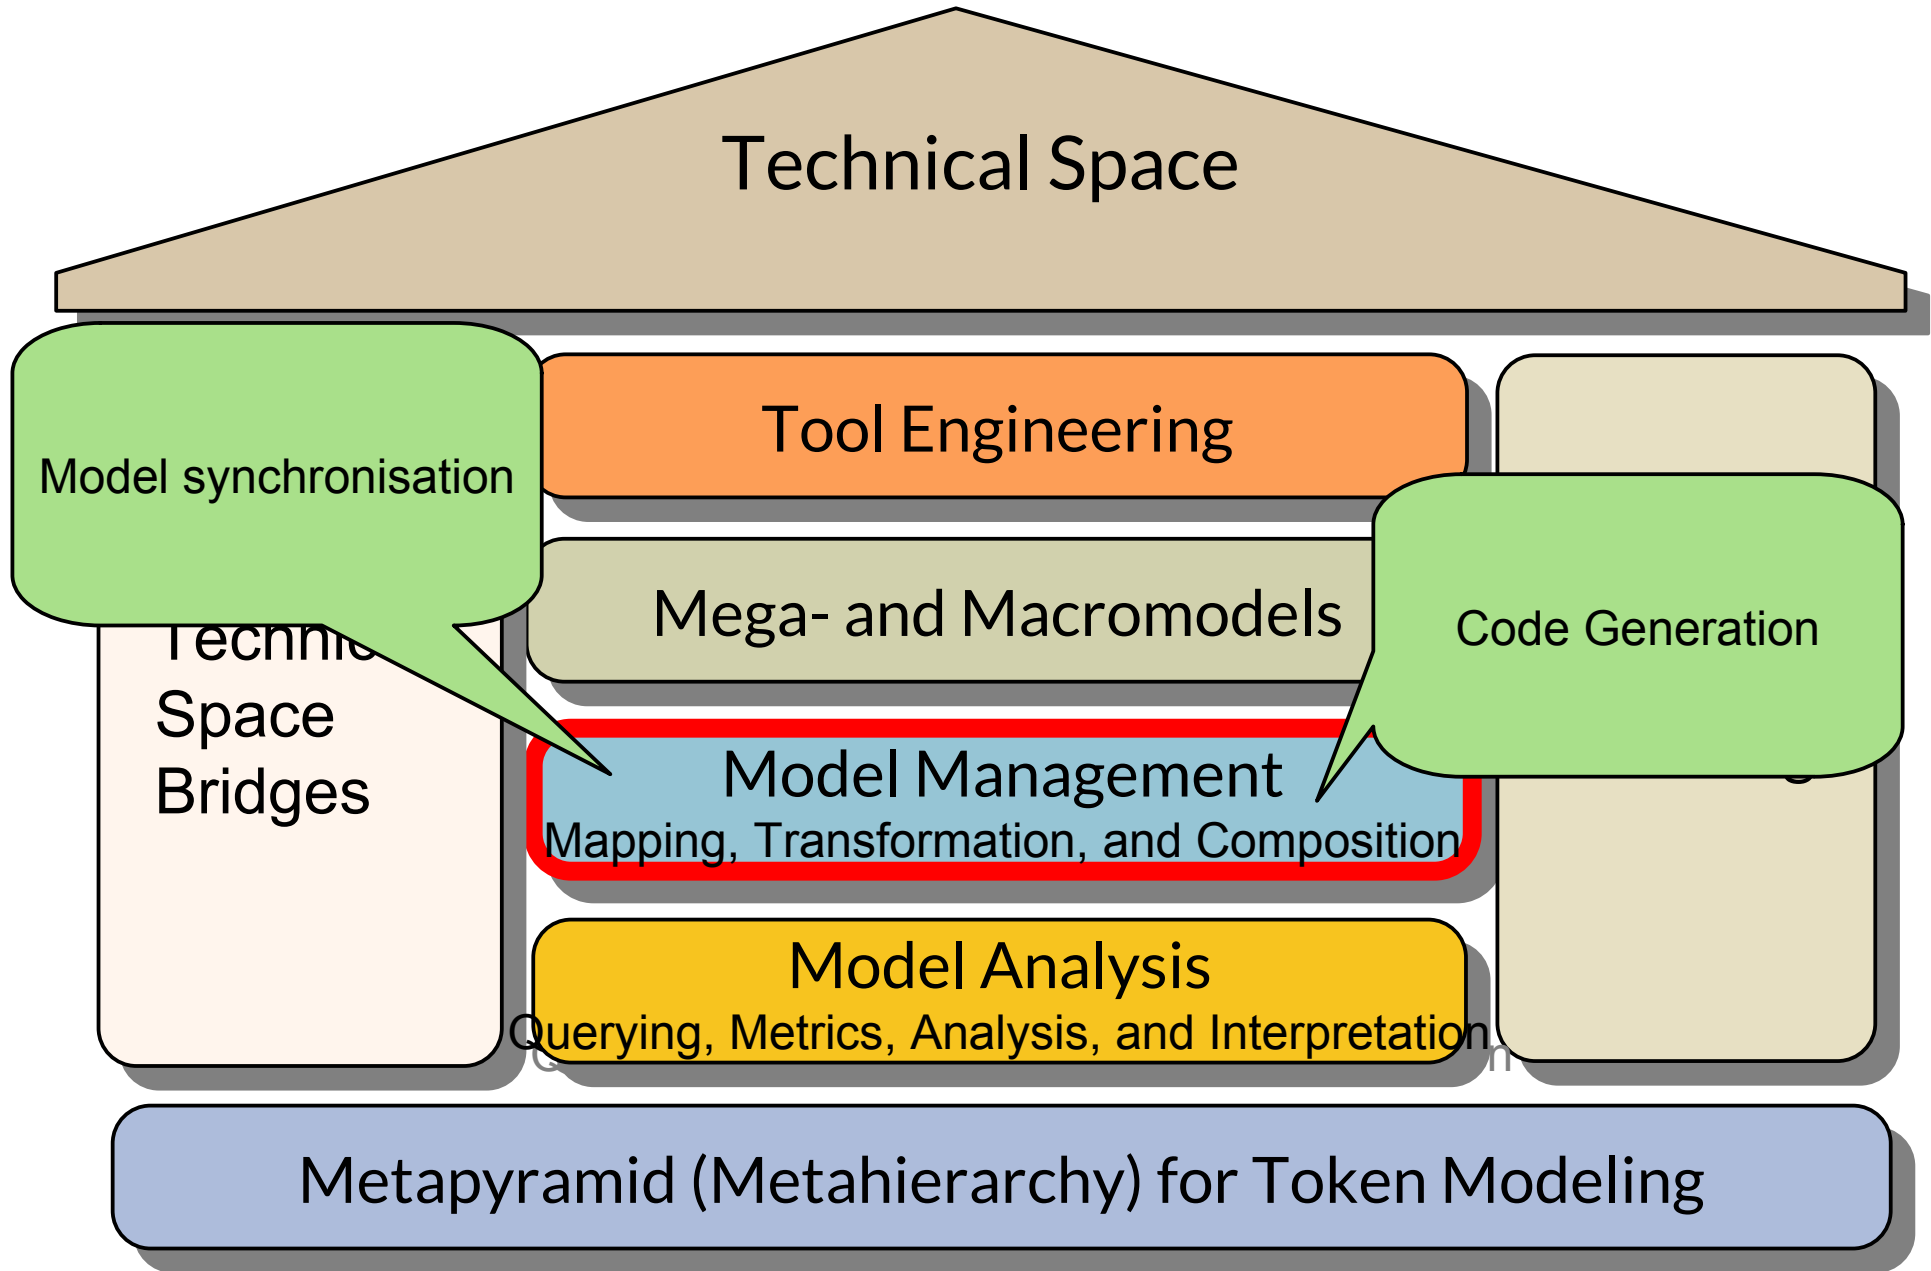 Technical Space
Tool Engineering
Model synchronisation
Mega- and Macromodels
Code Generation
Space
Bridges
Model Management
Mapping, Transformation, and Composition
Model Analysis
Querying, Metrics, Analysis, and Interpretation
Metapyramid (Metahierarchy) for Token Modeling